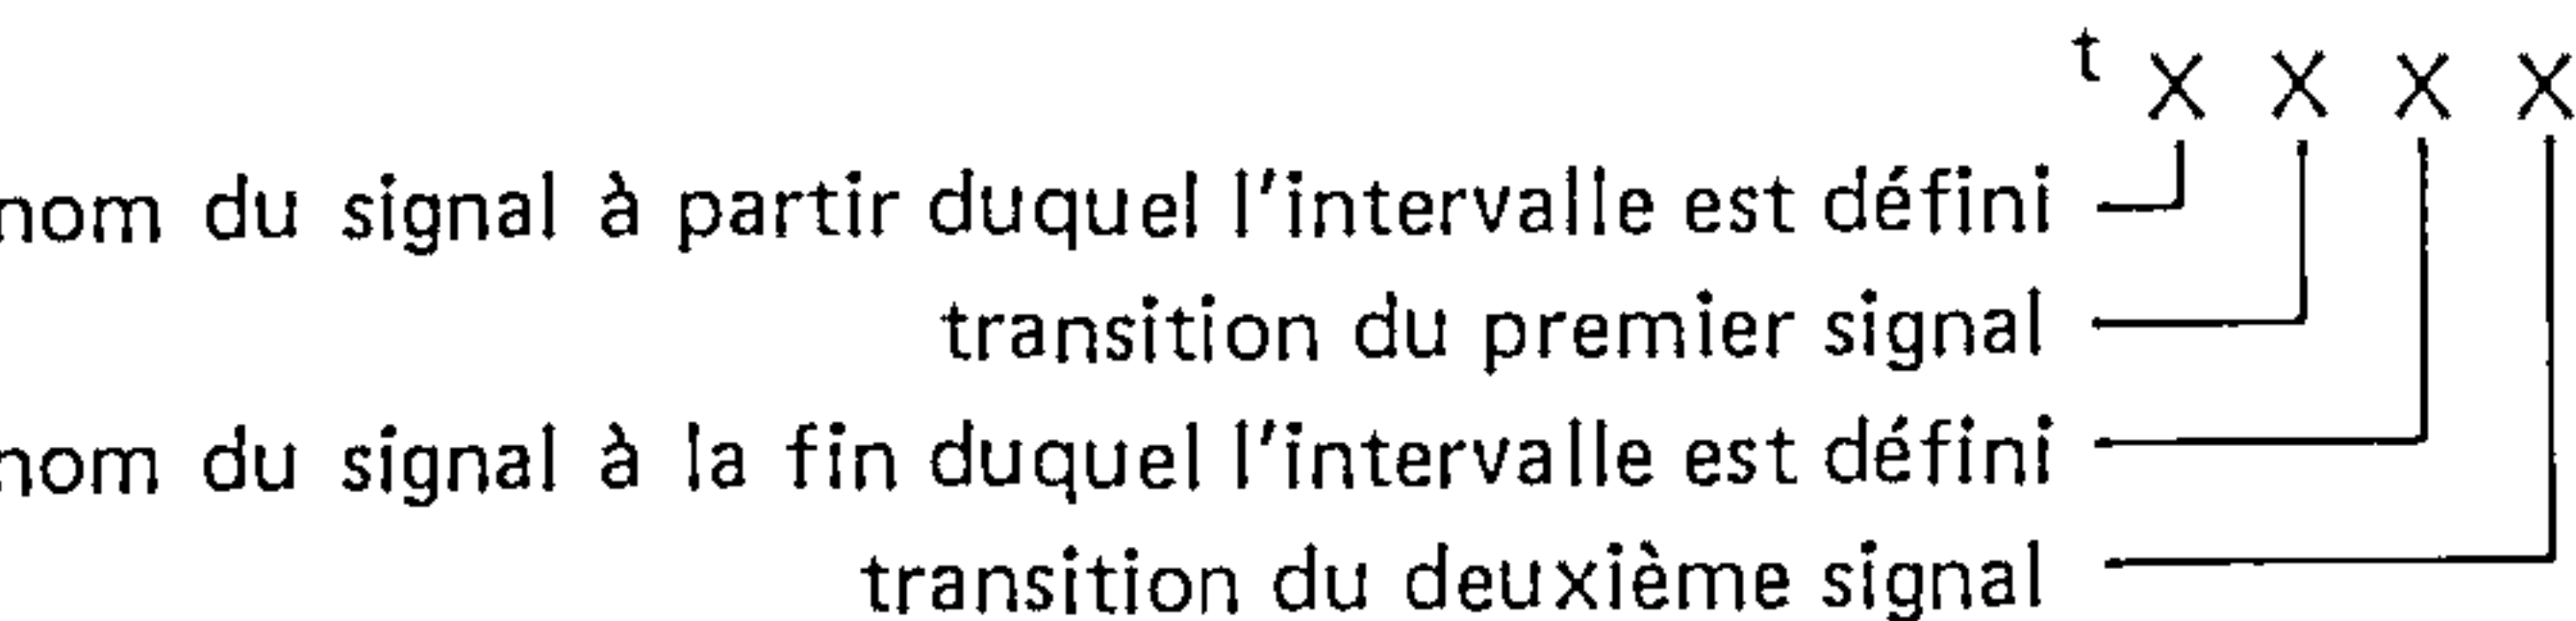 t X X X X
nom du signal à partir duquel l'intervalle est défini
transition du premier signal
nom du signal à la fin duquel l'intervalle est défini
transition du deuxième signal